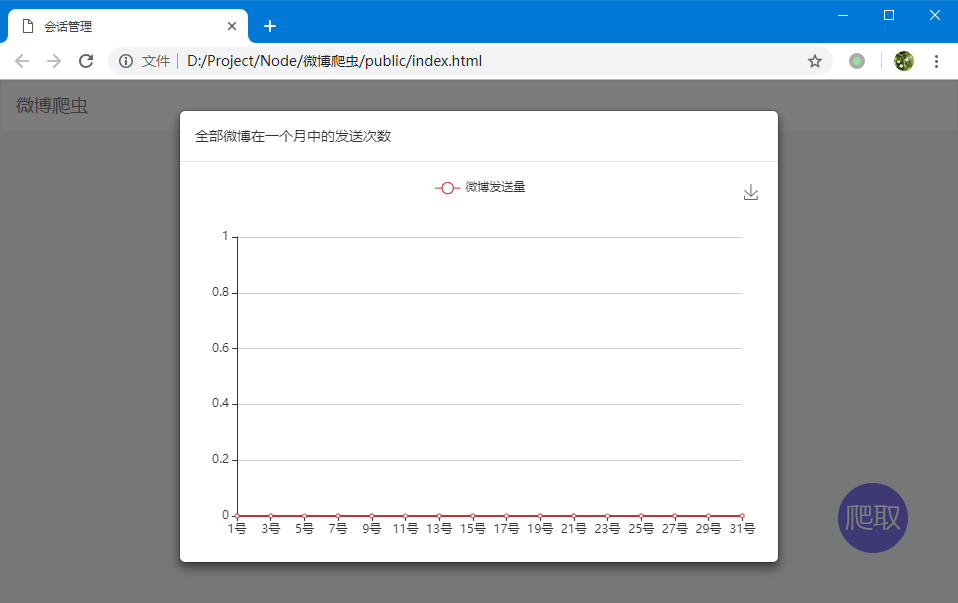 会话管理
文件 D:/Project/Node/微博爬虫/public/index.html
微博爬虫
全部微博在一个月中的发送次数
微博发送量
1
0.8
0.6
0.4
0.2
0
1号 3号 5号 7号 9号 11号 13号 15号 17号 19号 21号 23号 25号 27号 29号 31号
爬取